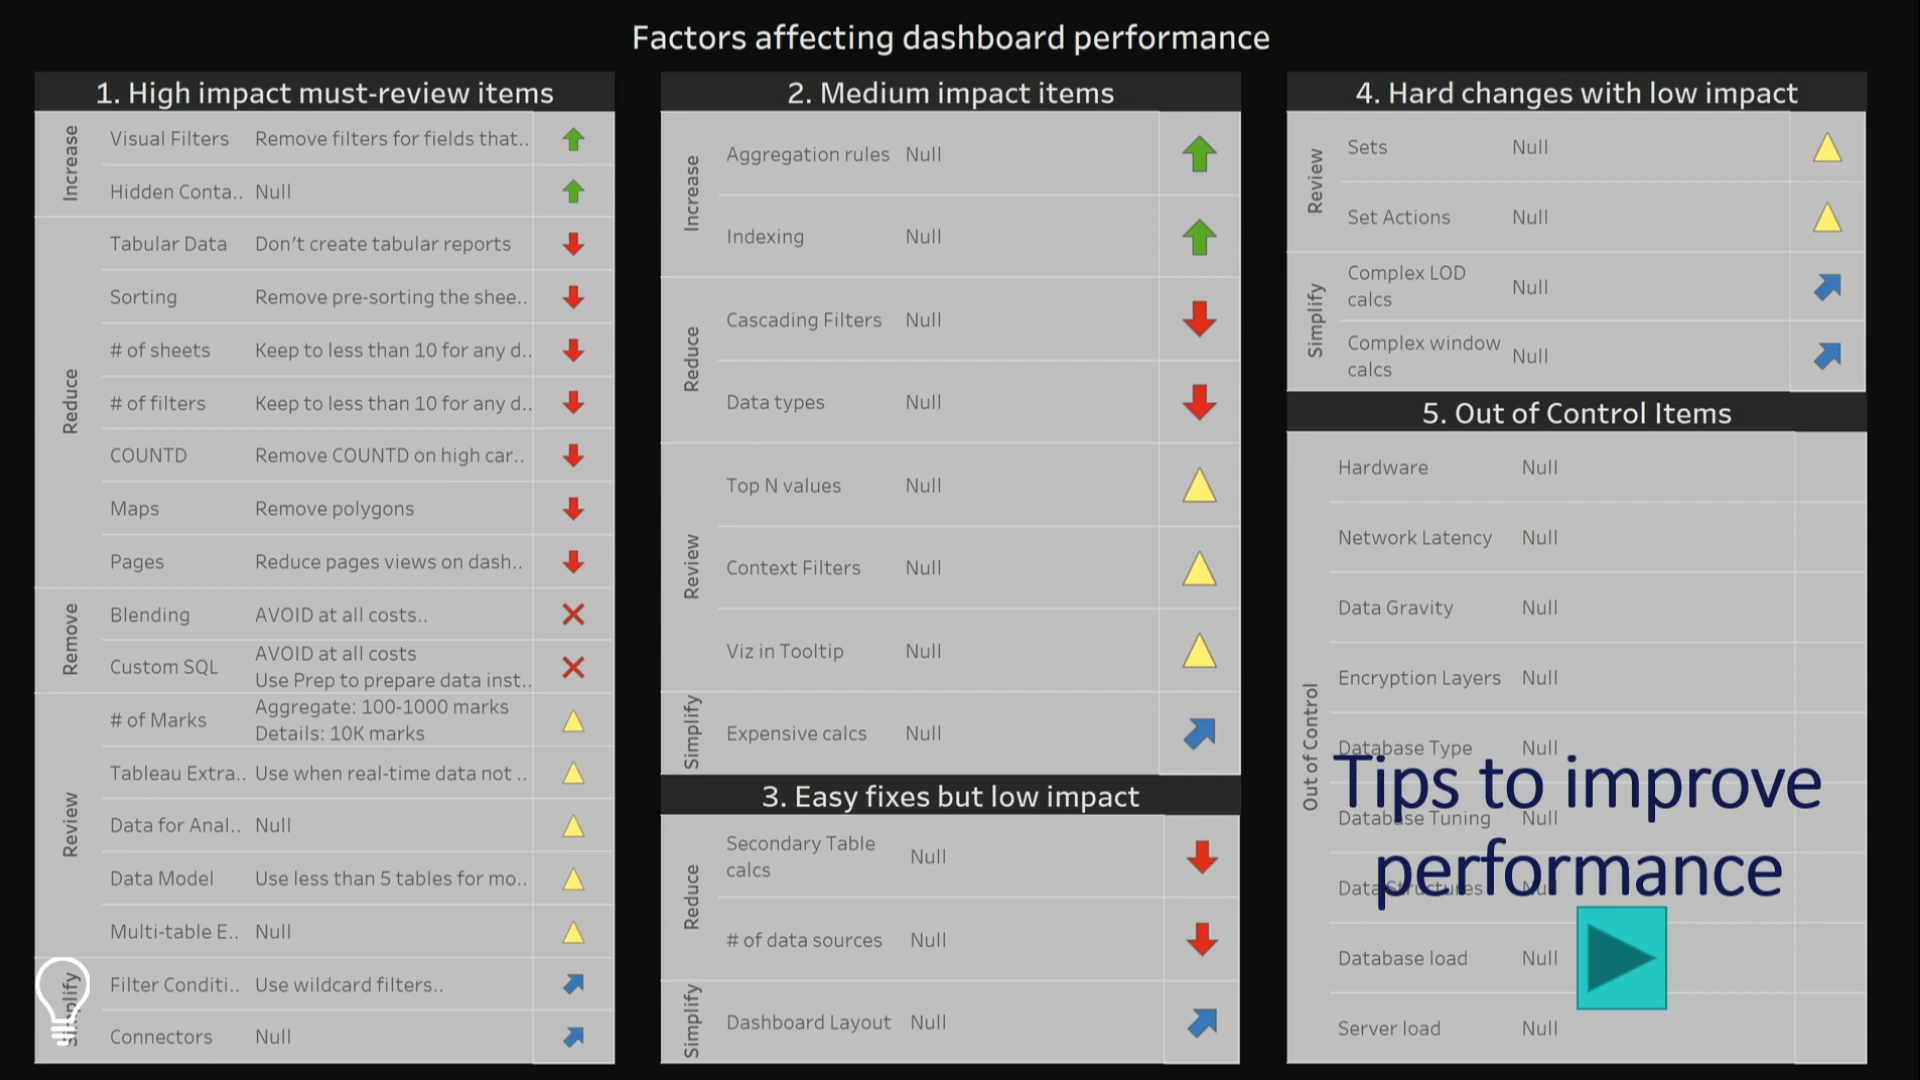 Factors affecting dashboard performance
1. High impact must-review items
Increase
Visual Filters Remove filters for fields that..
Hidden Conta.. Null
Reduce
Tabular Data Don't create tabular reports
Sorting Remove pre-sorting the shee..
# of sheets Keep to less than 10 for any d..
# of filters Keep to less than 10 for any d..
COUNTD Remove COUNTD on high car..
Maps Remove polygons
Pages Reduce pages views on dash..
Remove
Blending AVOID at all costs..
Custom SQL AVOID at all costs
Use Prep to prepare data inst..
Review
# of Marks Aggregate: 100-1000 marks
Details: 10K marks
Tableau Extra.. Use when real-time data not ..
Data for Anal.. Null
Data Model Use less than 5 tables for mo..
Multi-table E.. Null
Simplify
Filter Conditi.. Use wildcard filters..
Connectors Null
2. Medium impact items
Increase
Aggregation rules Null
Indexing Null
Reduce
Cascading Filters Null
Data types Null
Review
Top N values Null
Context Filters Null
Viz in Tooltip Null
Simplify
Expensive calcs Null
3. Easy fixes but low impact
Reduce
Secondary Table
calcs Null
# of data sources Null
Simplify
Dashboard Layout Null
4. Hard changes with low impact
Review
Sets Null
Set Actions Null
Simplify
Complex LOD
calcs Null
Complex window
calcs Null
5. Out of Control Items
Out of Control
Hardware Null
Network Latency Null
Data Gravity Null
Encryption Layers Null
Database Type Null
Database Tuning Null
Data Structures Null
Database load Null
Server load Null
Tips to improve
performance